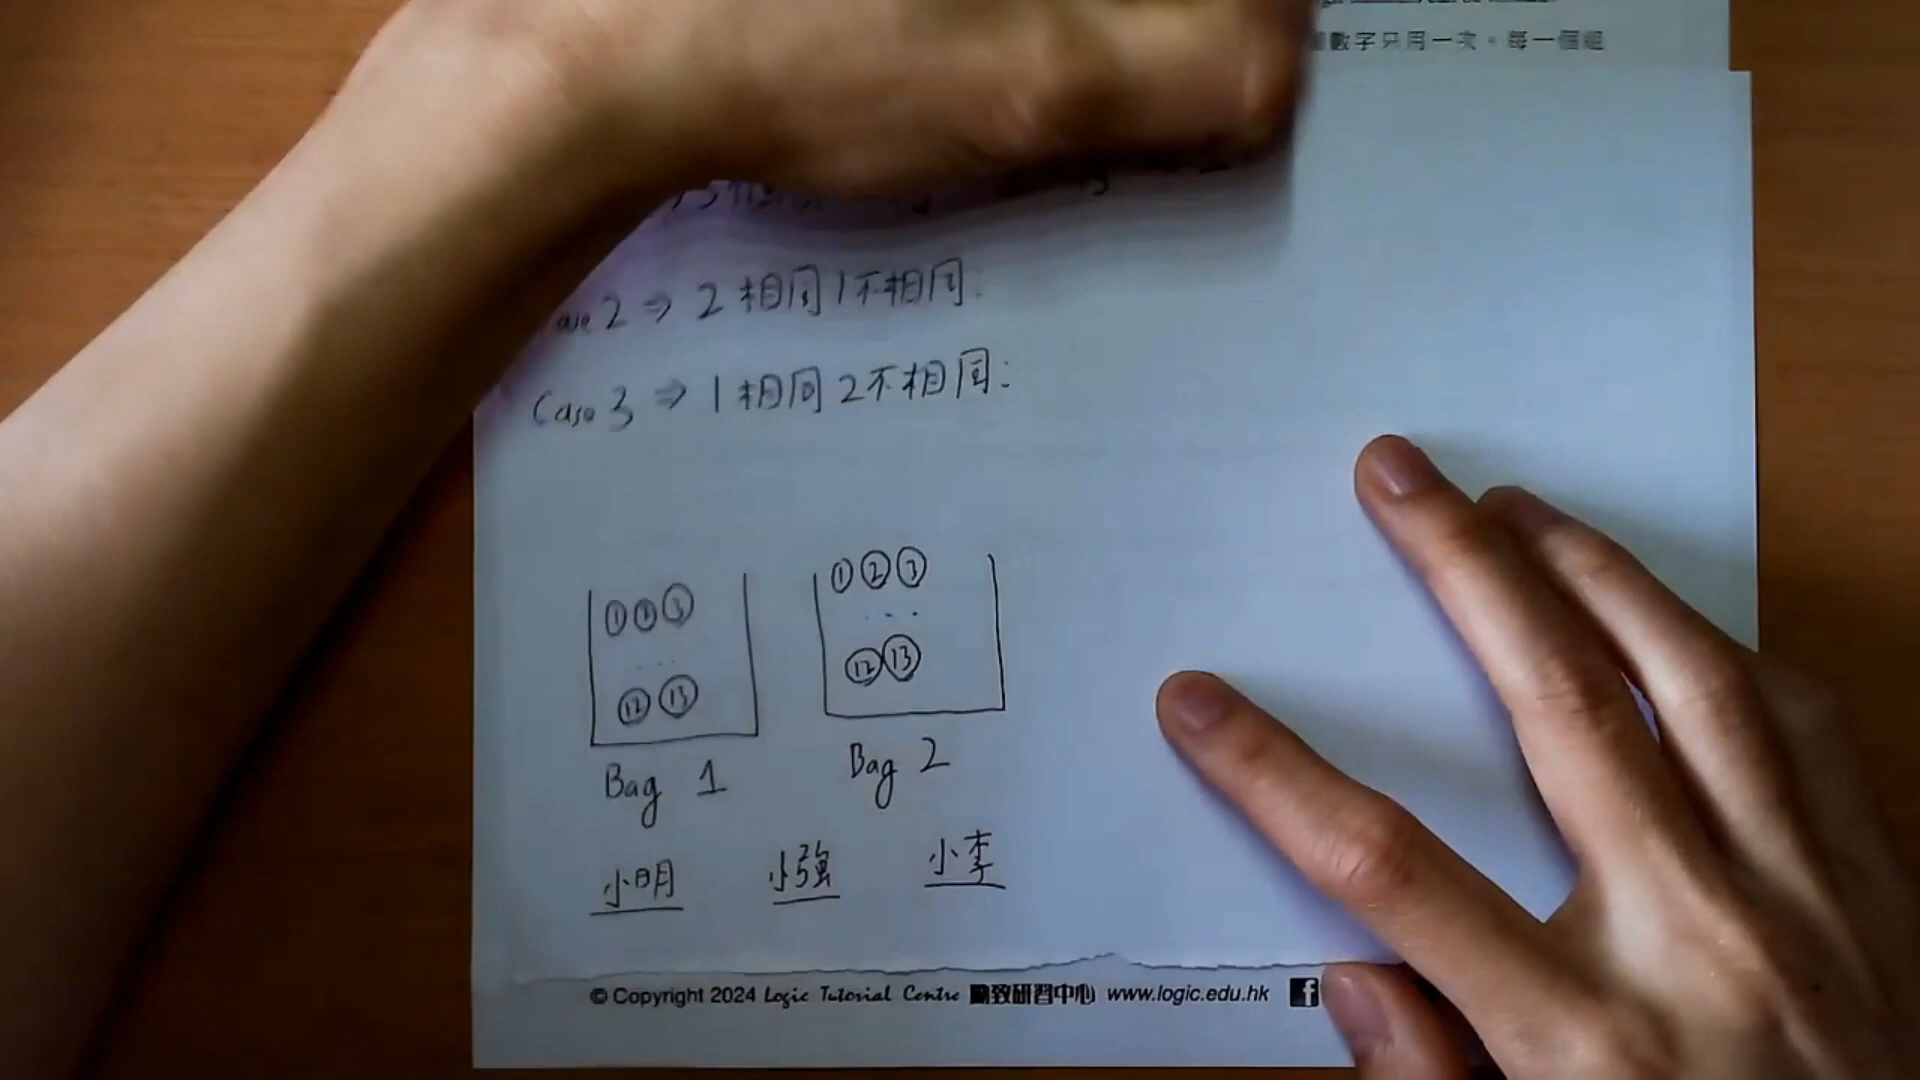 數字只用一次。每一個組
Case 2 ⇒ 2相同1不相同:
Case 3 ⇒ 1相同2不相同:
① ② ③
...
⑫ ⑬
Bag 1
① ② ③
...
⑫ ⑬
Bag 2
小明 小強 小李
© Copyright 2024 Logic Tutorial Centre 勵致研習中心 www.logic.edu.hk